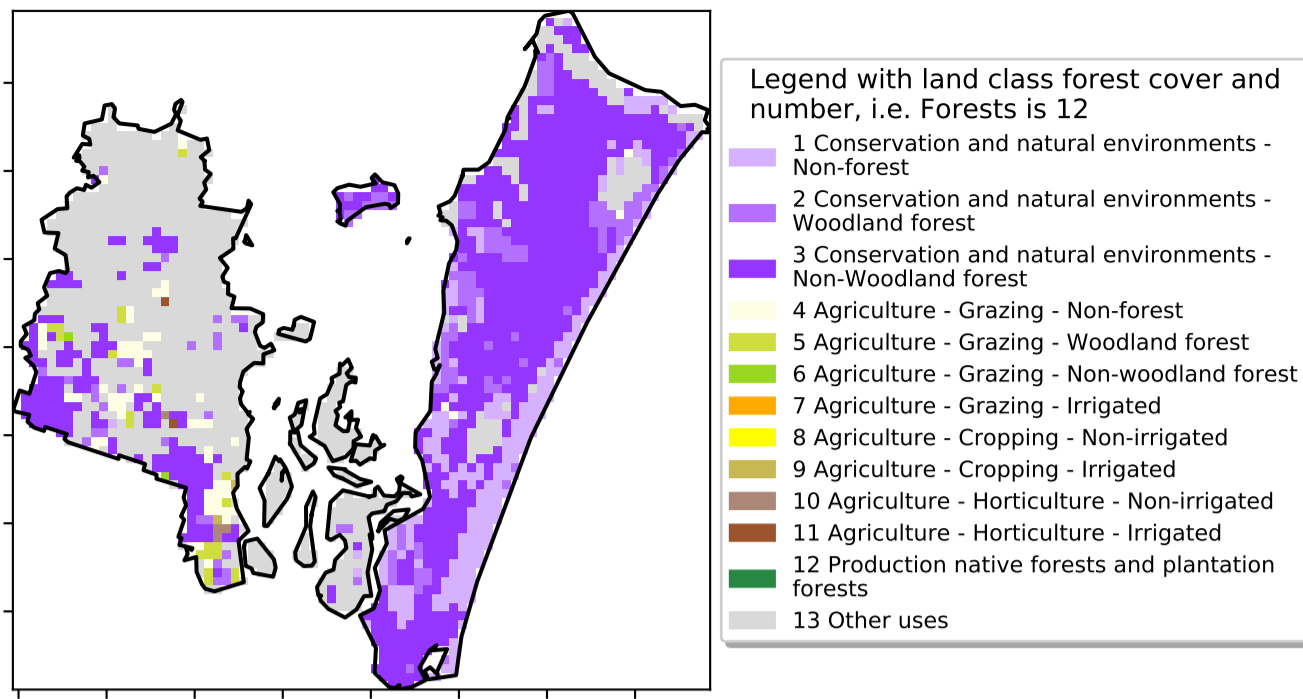 Legend with land class forest cover and
number, i.e. Forests is 12
1 Conservation and natural environments -
Non-forest
2 Conservation and natural environments -
Woodland forest
3 Conservation and natural environments -
Non-Woodland forest
4 Agriculture - Grazing - Non-forest
5 Agriculture - Grazing - Woodland forest
6 Agriculture - Grazing - Non-woodland forest
7 Agriculture - Grazing - Irrigated
8 Agriculture - Cropping - Non-irrigated
9 Agriculture - Cropping - Irrigated
10 Agriculture - Horticulture - Non-irrigated
11 Agriculture - Horticulture - Irrigated
12 Production native forests and plantation
forests
13 Other uses